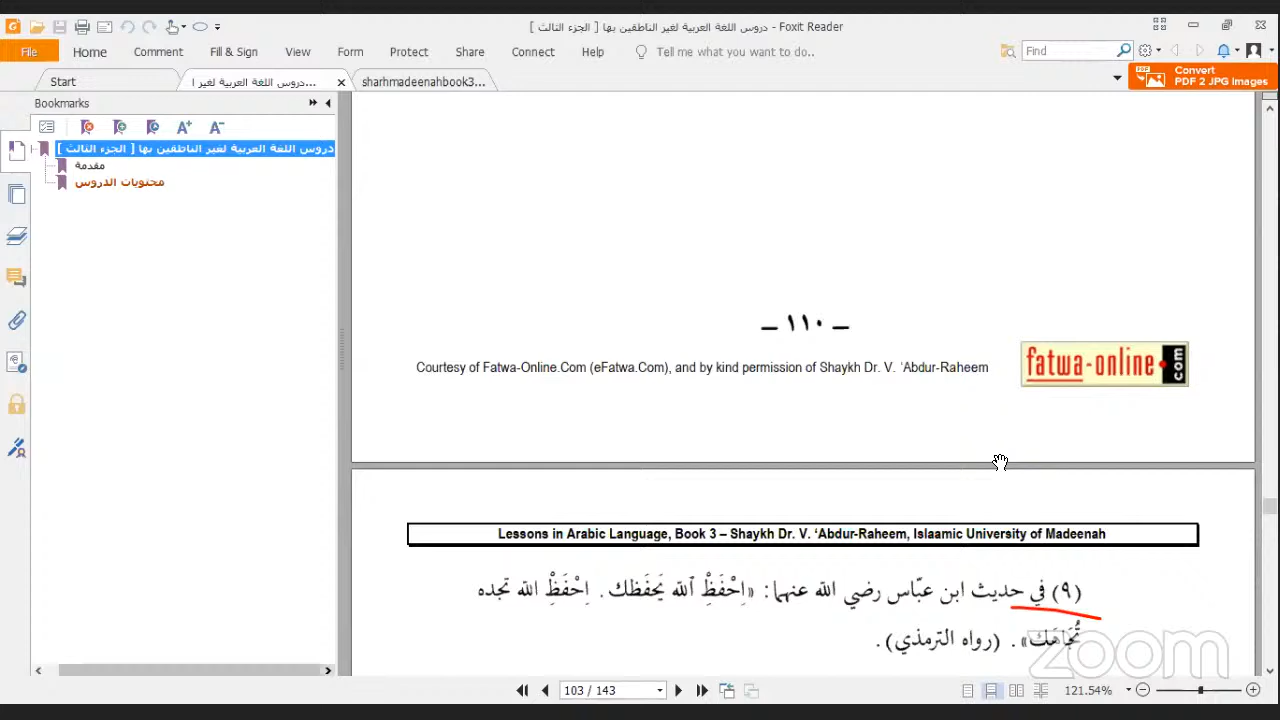 دروس اللغة العربية لغير الناطقين بها [ الجزء الثالث ] - Foxit Reader
File Home Comment Fill & Sign View Form Protect Share Connect Help Tell me what you want to do.. Find
Start دروس اللغة العربية لغير ا... sharhmadeenahbook3...
Convert
PDF 2 JPG Images
Bookmarks
دروس اللغة العربية لغير الناطقين بها [ الجزء الثالث ]
مقدمة
محتويات الدروس
– ١١٠ –
Courtesy of Fatwa-Online.Com (eFatwa.Com), and by kind permission of Shaykh Dr. V. ‘Abdur-Raheem
fatwa-online.com
Lessons in Arabic Language, Book 3 – Shaykh Dr. V. ‘Abdur-Raheem, Islaamic University of Madeenah
(٩) في حديث ابن عبّاس رضي الله عنهما: «اِحْفَظِْ ٱلله يَحفَظك. اِحْفَظِْ الله تجده
تُّجَاهَك». (رواه الترمذي).
zoom
103 / 143
121.54%